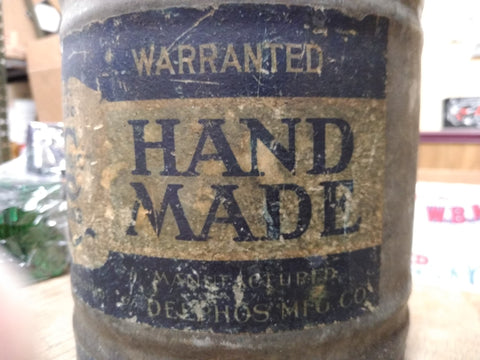 WARRANTED
HAND
MADE
MANUFACTURED
DELPHOS MFG. CO.
W.B.